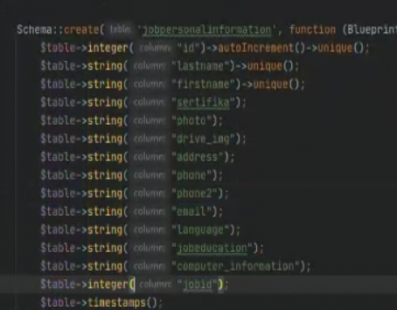 Schema::create( table: 'jobpersonalinformation', function (Blueprint
$table->integer( column: "id")->autoIncrement()->unique();
$table->string( column: "lastname")->unique();
$table->string( column: "firstname")->unique();
$table->string( column: "sertifika");
$table->string( column: "photo");
$table->string( column: "drive_img");
$table->string( column: "address");
$table->string( column: "phone");
$table->string( column: "phone2");
$table->string( column: "email");
$table->string( column: "language");
$table->string( column: "jobeducation");
$table->string( column: "computer_information");
$table->integer( column: "jobid");
$table->timestamps();